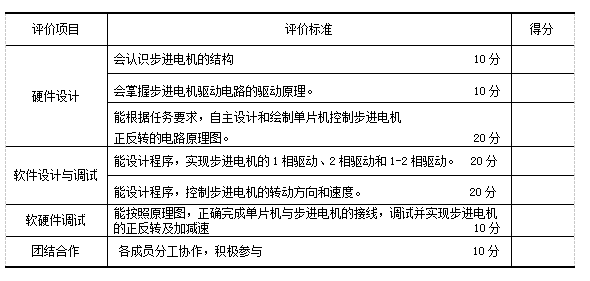 评价项目 评价标准 得分
会认识步进电机的结构 10 分
硬件设计 会掌握步进电机驱动电路的驱动原理。 10 分
能根据任务要求，自主设计和绘制单片机控制步进电机
正反转的电路原理图。 20 分
软件设计与调试 能设计程序，实现步进电机的 1 相驱动、2 相驱动和 1-2 相驱动。 20 分
能设计程序，控制步进电机的转动方向和速度。 20 分
软硬件调试 能按照原理图，正确完成单片机与步进电机的接线，调试并实现步进电机
的正反转及加减速 10 分
团结合作 各成员分工协作，积极参与 10 分